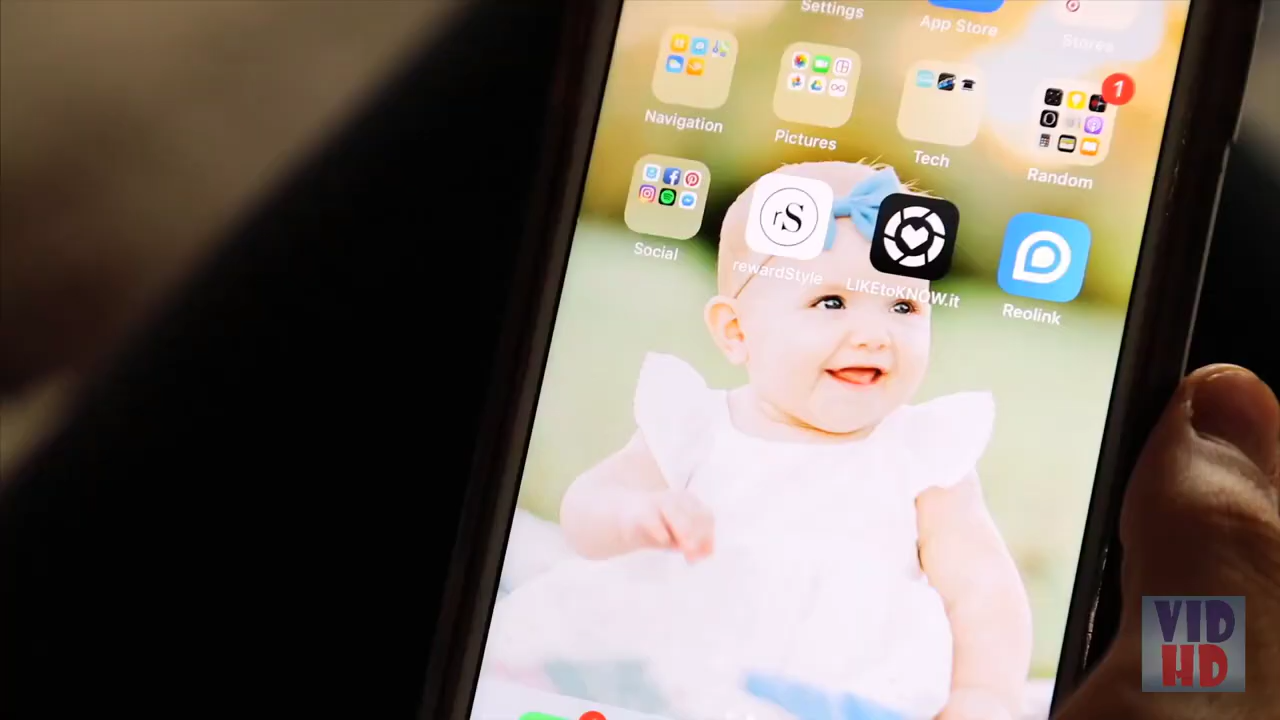 Settings
App Store
Stores
Navigation
Pictures
Tech
Random
1
Social
rS
rewardStyle
LIKEtoKNOW.it
Reolink
VID
HD